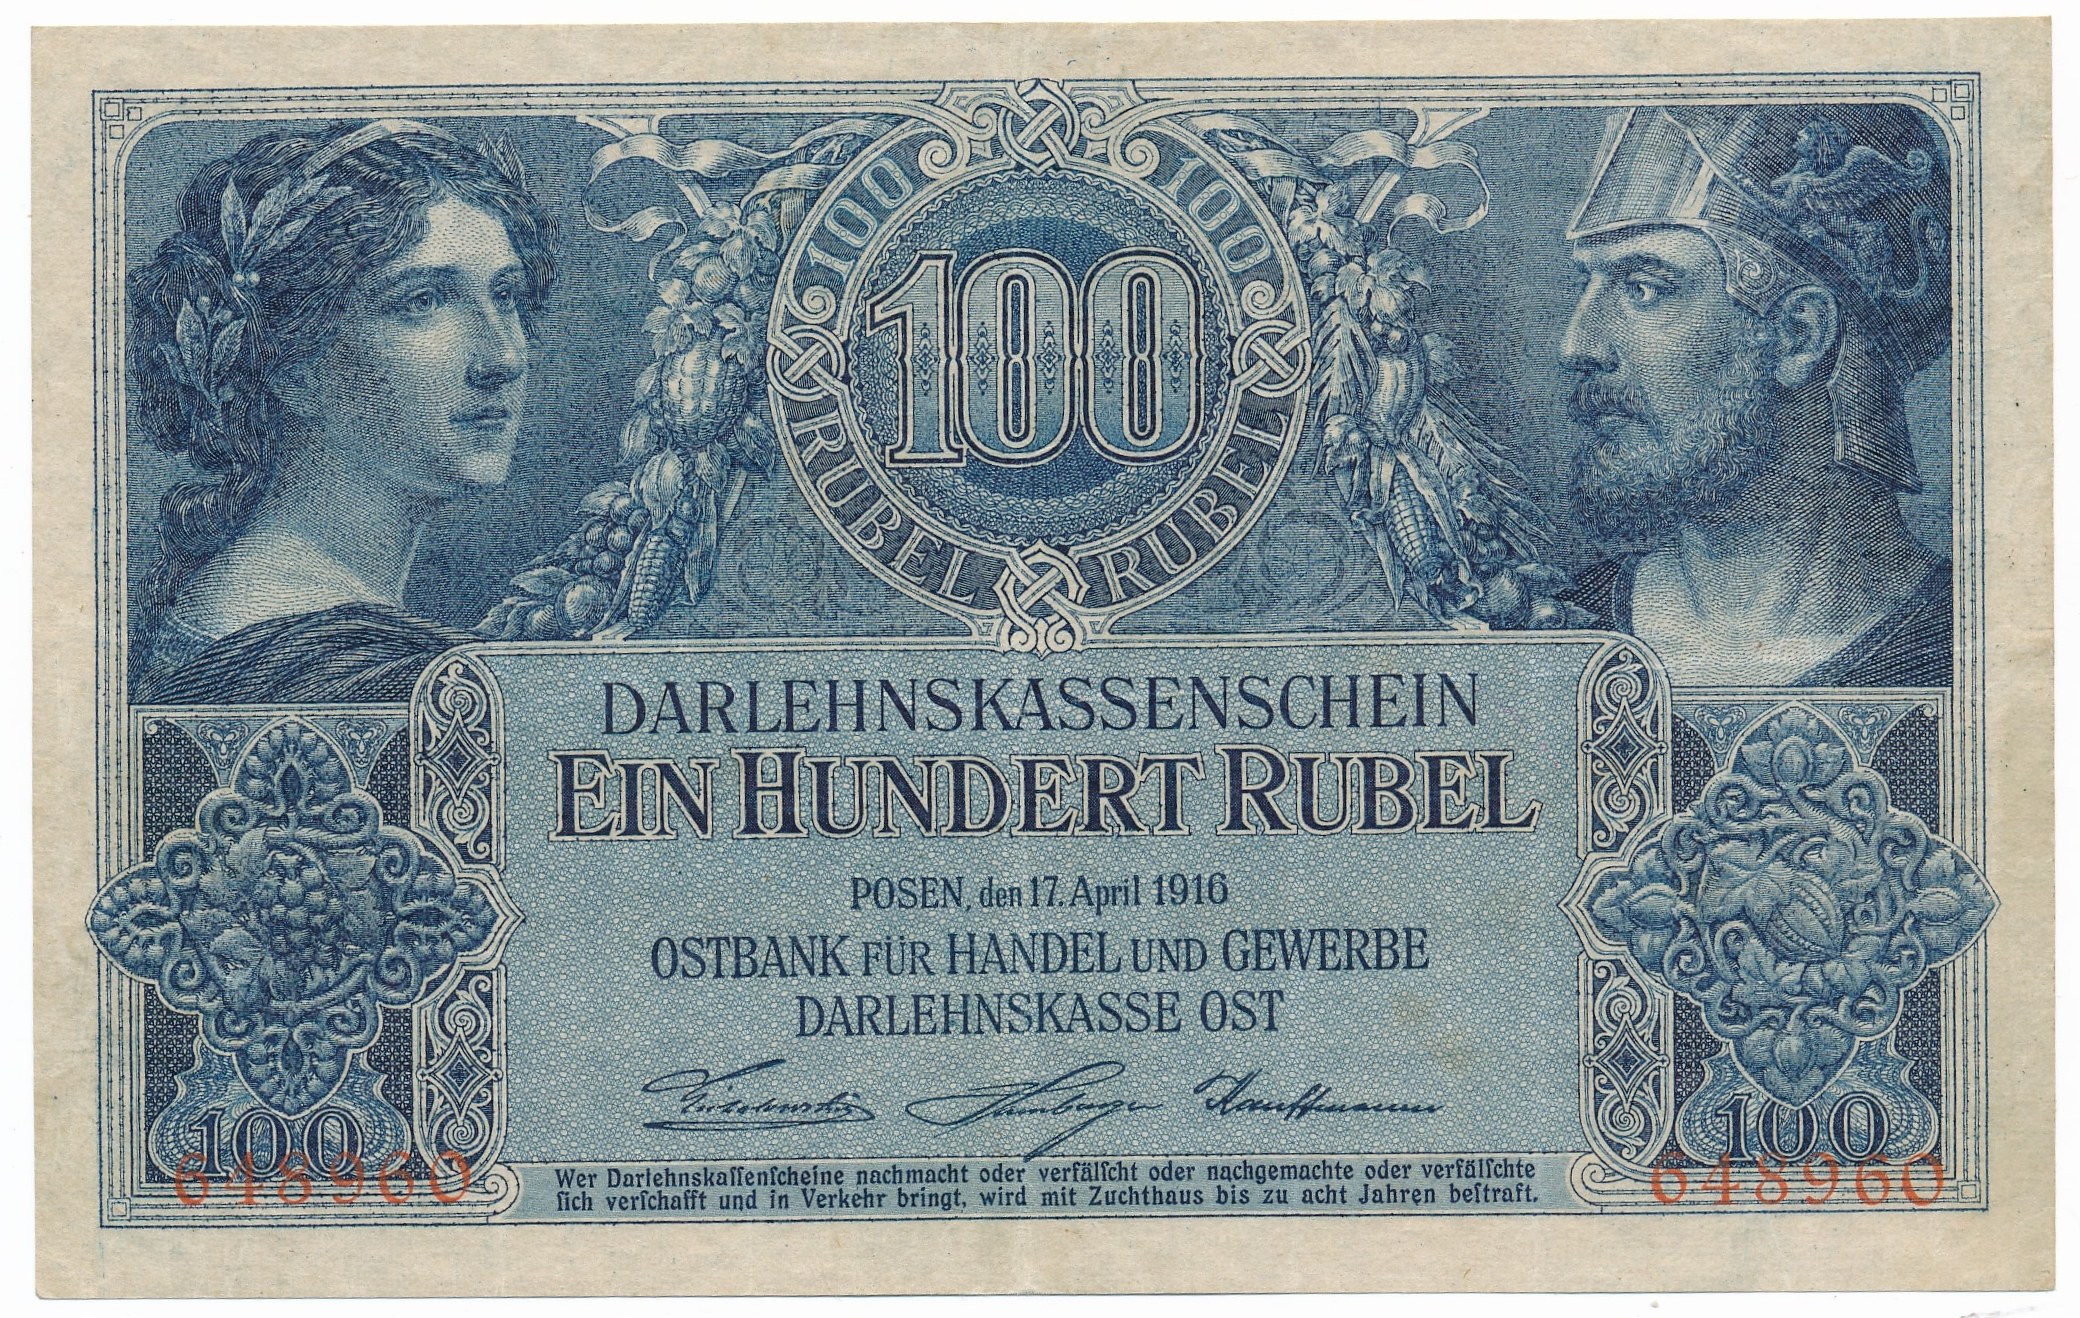 100 100
100
RUBEL RUBEL
DARLEHNSKASSENSCHEIN
EIN HUNDERT RUBEL
POSEN, den 17. April 1916
OSTBANK FÜR HANDEL UND GEWERBE
DARLEHNSKASSE OST
Kauffmann
100 100
648960 648960
Wer Darlehnskaſſenſcheine nachmacht oder verfälſcht oder nachgemachte oder verfälſchte
ſich verſchafft und in Verkehr bringt, wird mit Zuchthaus bis zu acht Jahren beſtraft.